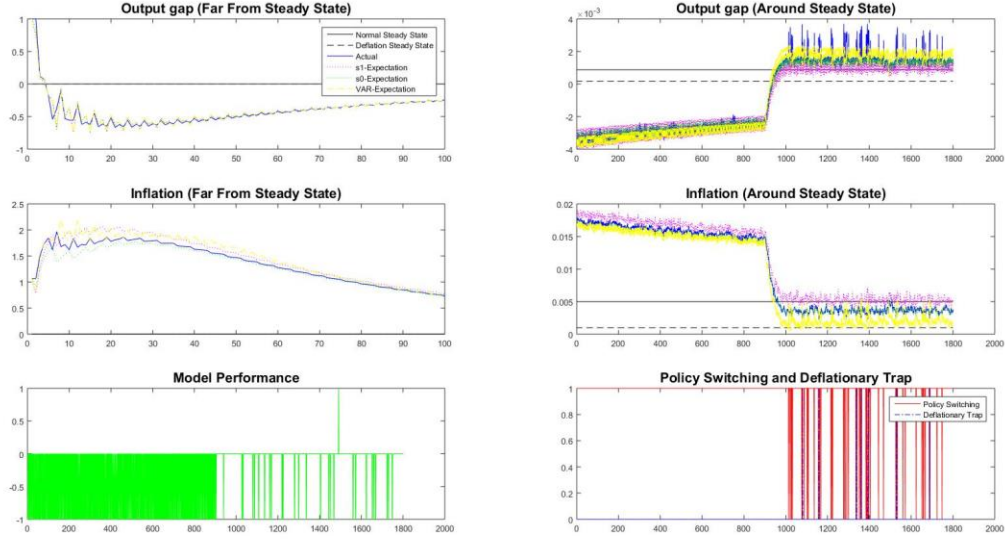 Output gap (Far From Steady State)
1
0.5
0
-0.5
-1
0 10 20 30 40 50 60 70 80 90 100
Normal Steady State
Deflation Steady State
Actual
s1-Expectation
s0-Expectation
VAR-Expectation
Output gap (Around Steady State)
×10⁻³
4
2
0
-2
-4
0 200 400 600 800 1000 1200 1400 1600 1800 2000
Inflation (Far From Steady State)
2.5
2
1.5
1
0.5
0
0 10 20 30 40 50 60 70 80 90 100
Inflation (Around Steady State)
0.02
0.015
0.01
0.005
0
0 200 400 600 800 1000 1200 1400 1600 1800 2000
Model Performance
1
0.5
0
-0.5
-1
0 200 400 600 800 1000 1200 1400 1600 1800 2000
Policy Switching and Deflationary Trap
1
0.8
0.6
0.4
0.2
0
0 200 400 600 800 1000 1200 1400 1600 1800 2000
Policy Switching
Deflationary Trap